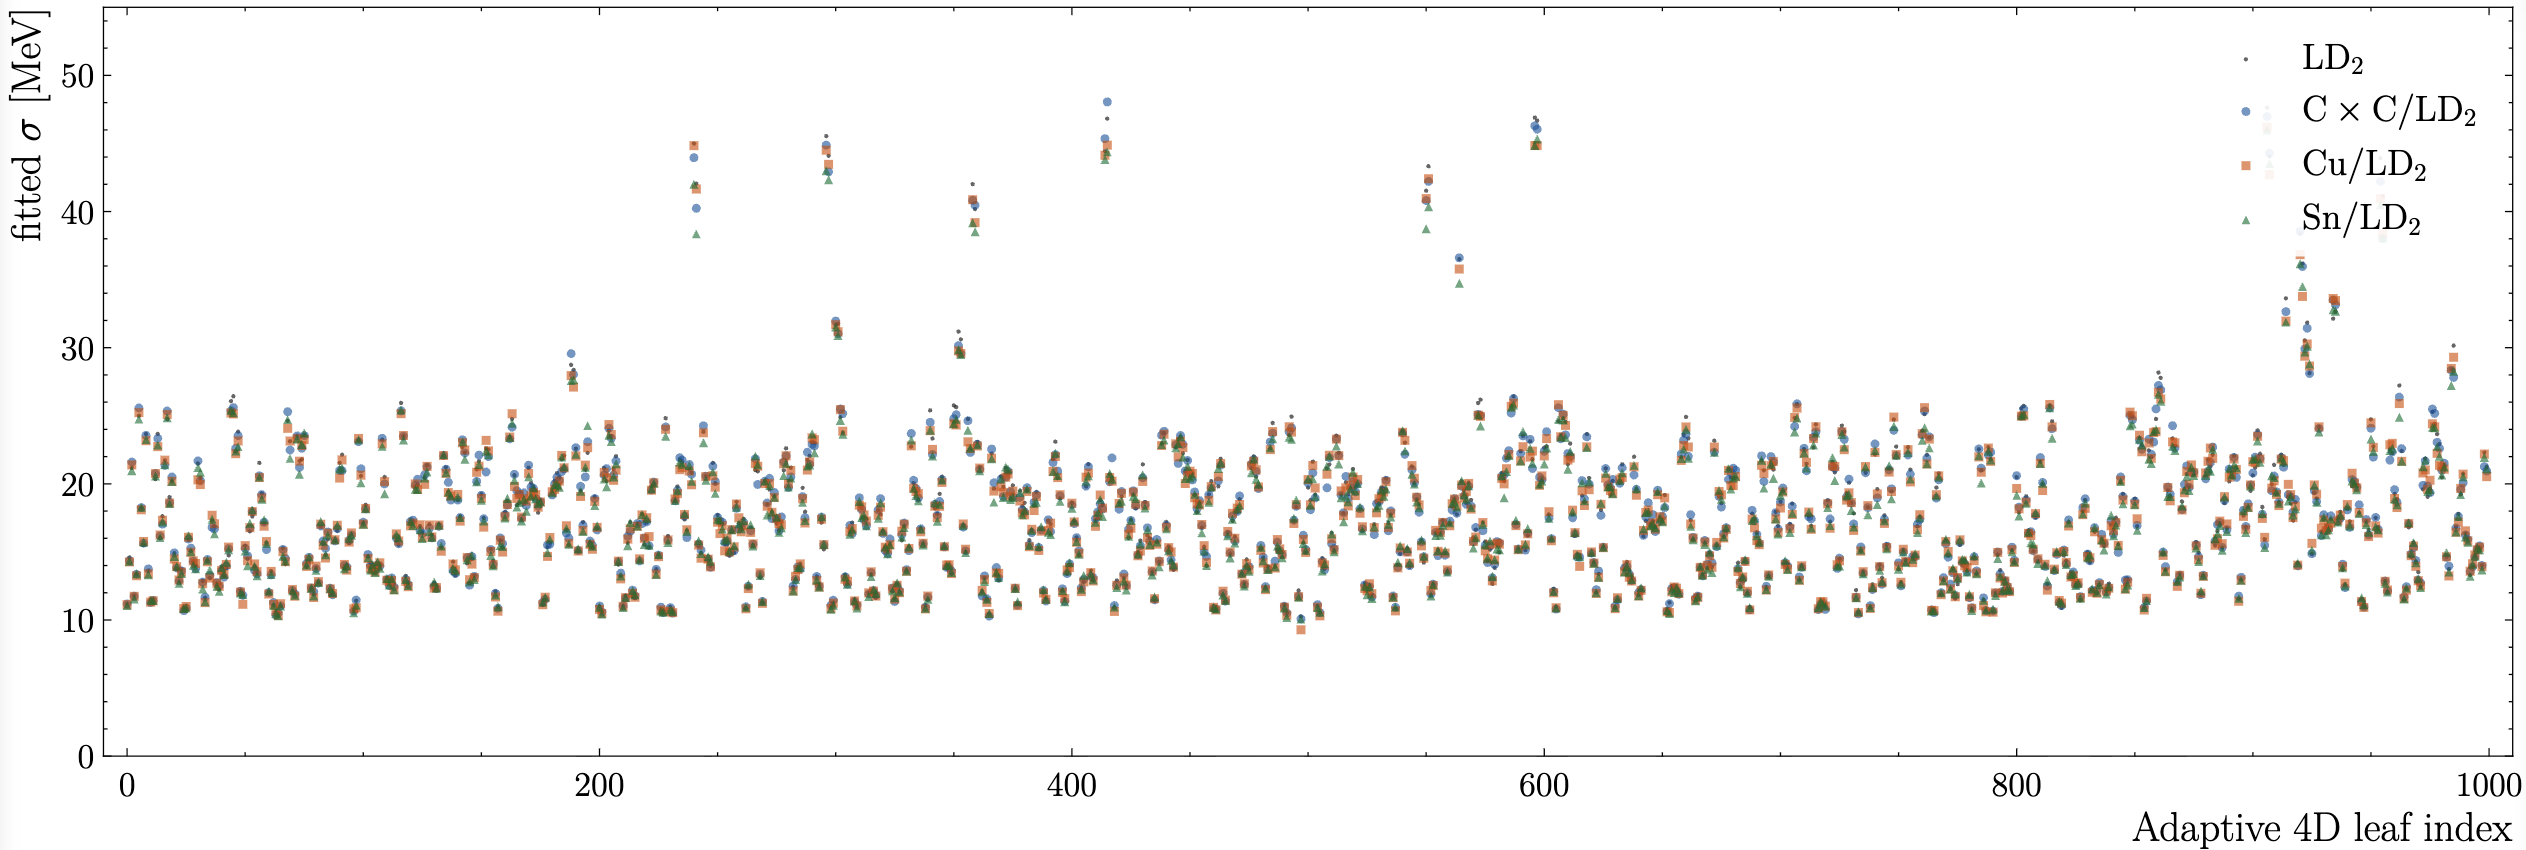 fitted σ [MeV]
50
40
30
20
10
0
LD₂
C × C/LD₂
Cu/LD₂
Sn/LD₂
0 200 400 600 800 1000
Adaptive 4D leaf index